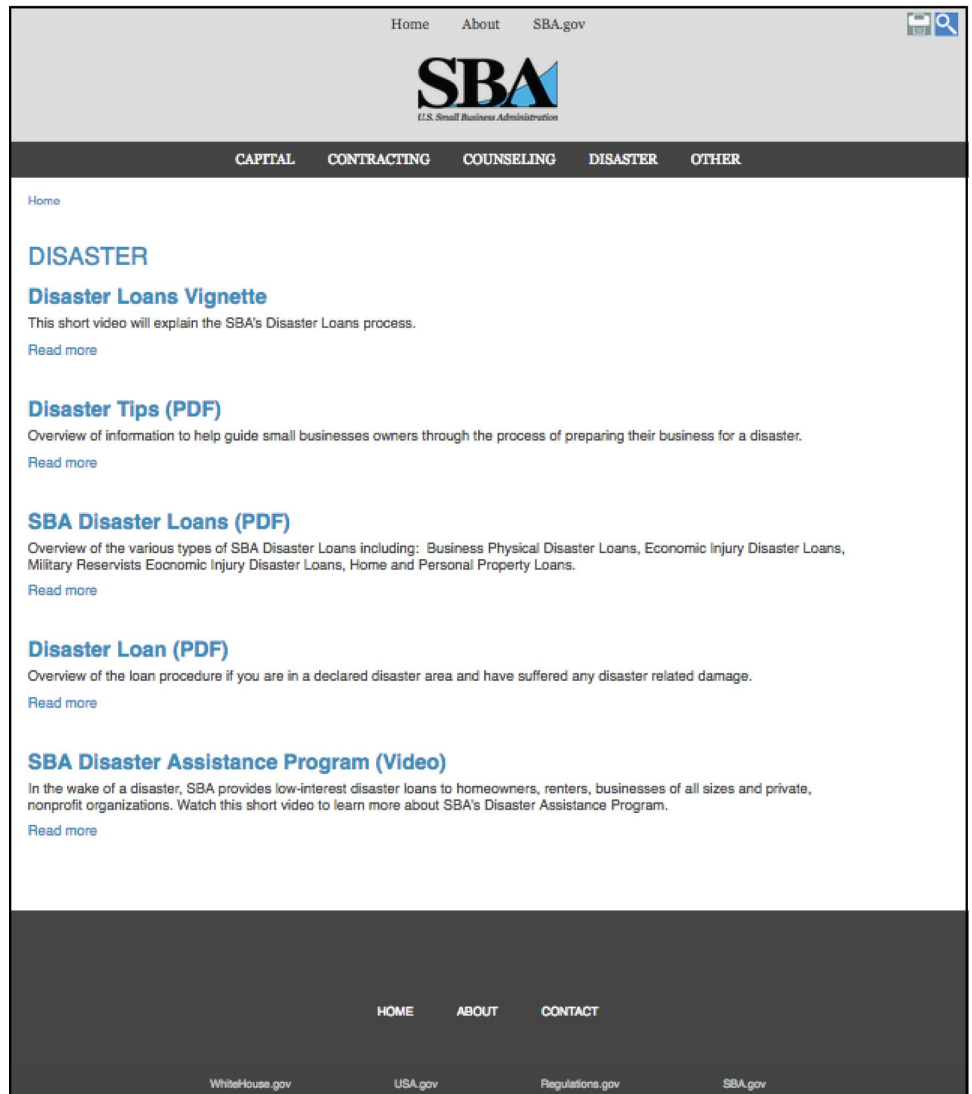 Home About SBA.gov
SBA
U.S. Small Business Administration
CAPITAL CONTRACTING COUNSELING DISASTER OTHER
Home
DISASTER
Disaster Loans Vignette
This short video will explain the SBA's Disaster Loans process.
Read more
Disaster Tips (PDF)
Overview of information to help guide small businesses owners through the process of preparing their business for a disaster.
Read more
SBA Disaster Loans (PDF)
Overview of the various types of SBA Disaster Loans including: Business Physical Disaster Loans, Economic Injury Disaster Loans,
Military Reservists Eocnomic Injury Disaster Loans, Home and Personal Property Loans.
Read more
Disaster Loan (PDF)
Overview of the loan procedure if you are in a declared disaster area and have suffered any disaster related damage.
Read more
SBA Disaster Assistance Program (Video)
In the wake of a disaster, SBA provides low-interest disaster loans to homeowners, renters, businesses of all sizes and private,
nonprofit organizations. Watch this short video to learn more about SBA's Disaster Assistance Program.
Read more
HOME ABOUT CONTACT
WhiteHouse.gov USA.gov Regulations.gov SBA.gov